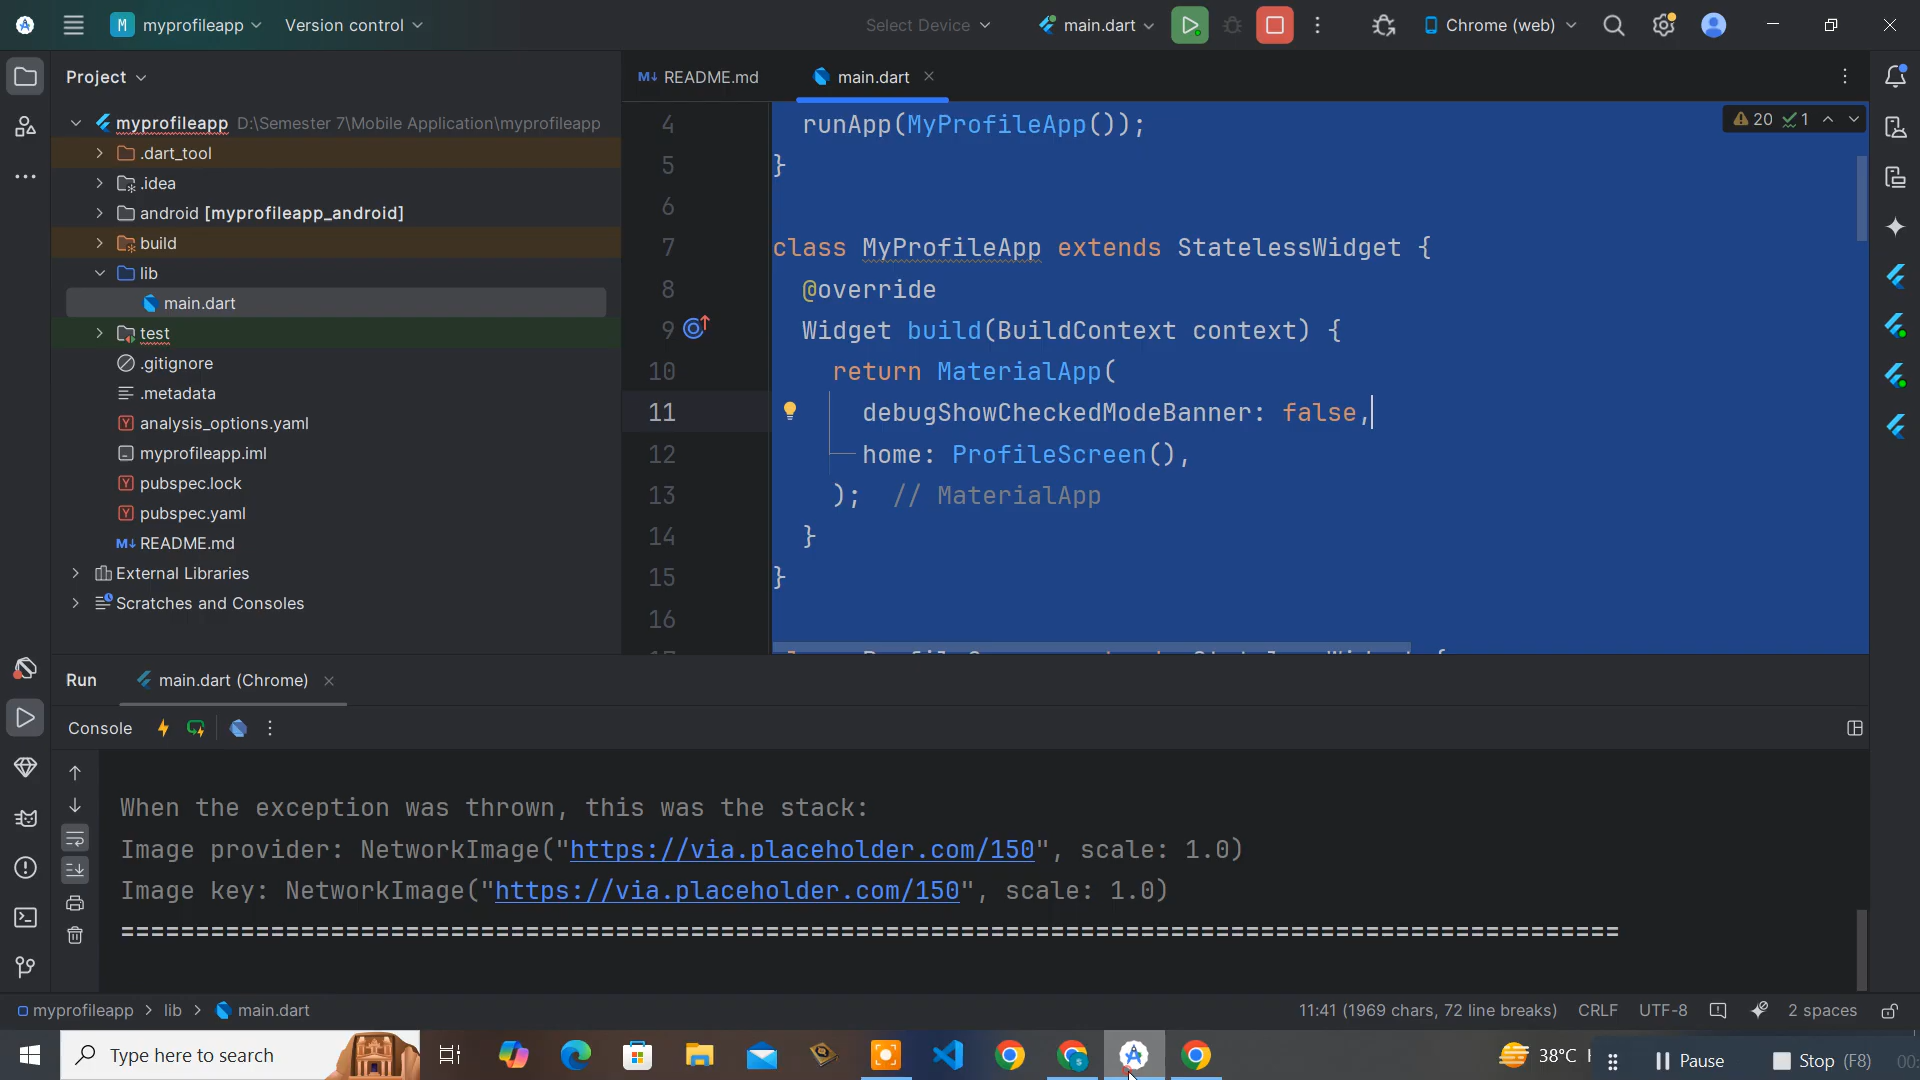 M myprofileapp Version control Select Device main.dart Chrome (web)
Project
README.md main.dart
myprofileapp D:\Semester 7\Mobile Application\myprofileapp
.dart_tool
.idea
android [myprofileapp_android]
build
lib
main.dart
test
.gitignore
.metadata
analysis_options.yaml
myprofileapp.iml
pubspec.lock
pubspec.yaml
README.md
External Libraries
Scratches and Consoles
20 1
4 runApp(MyProfileApp());
5 }
6
7 class MyProfileApp extends StatelessWidget {
8 @override
9 Widget build(BuildContext context) {
10 return MaterialApp(
11 debugShowCheckedModeBanner: false,
12 home: ProfileScreen(),
13 ); // MaterialApp
14 }
15 }
16
Run main.dart (Chrome)
Console
When the exception was thrown, this was the stack:
Image provider: NetworkImage("https://via.placeholder.com/150", scale: 1.0)
Image key: NetworkImage("https://via.placeholder.com/150", scale: 1.0)
====================================================================================================
myprofileapp > lib > main.dart 11:41 (1969 chars, 72 line breaks) CRLF UTF-8 2 spaces
Type here to search 38°C Pause Stop (F8)